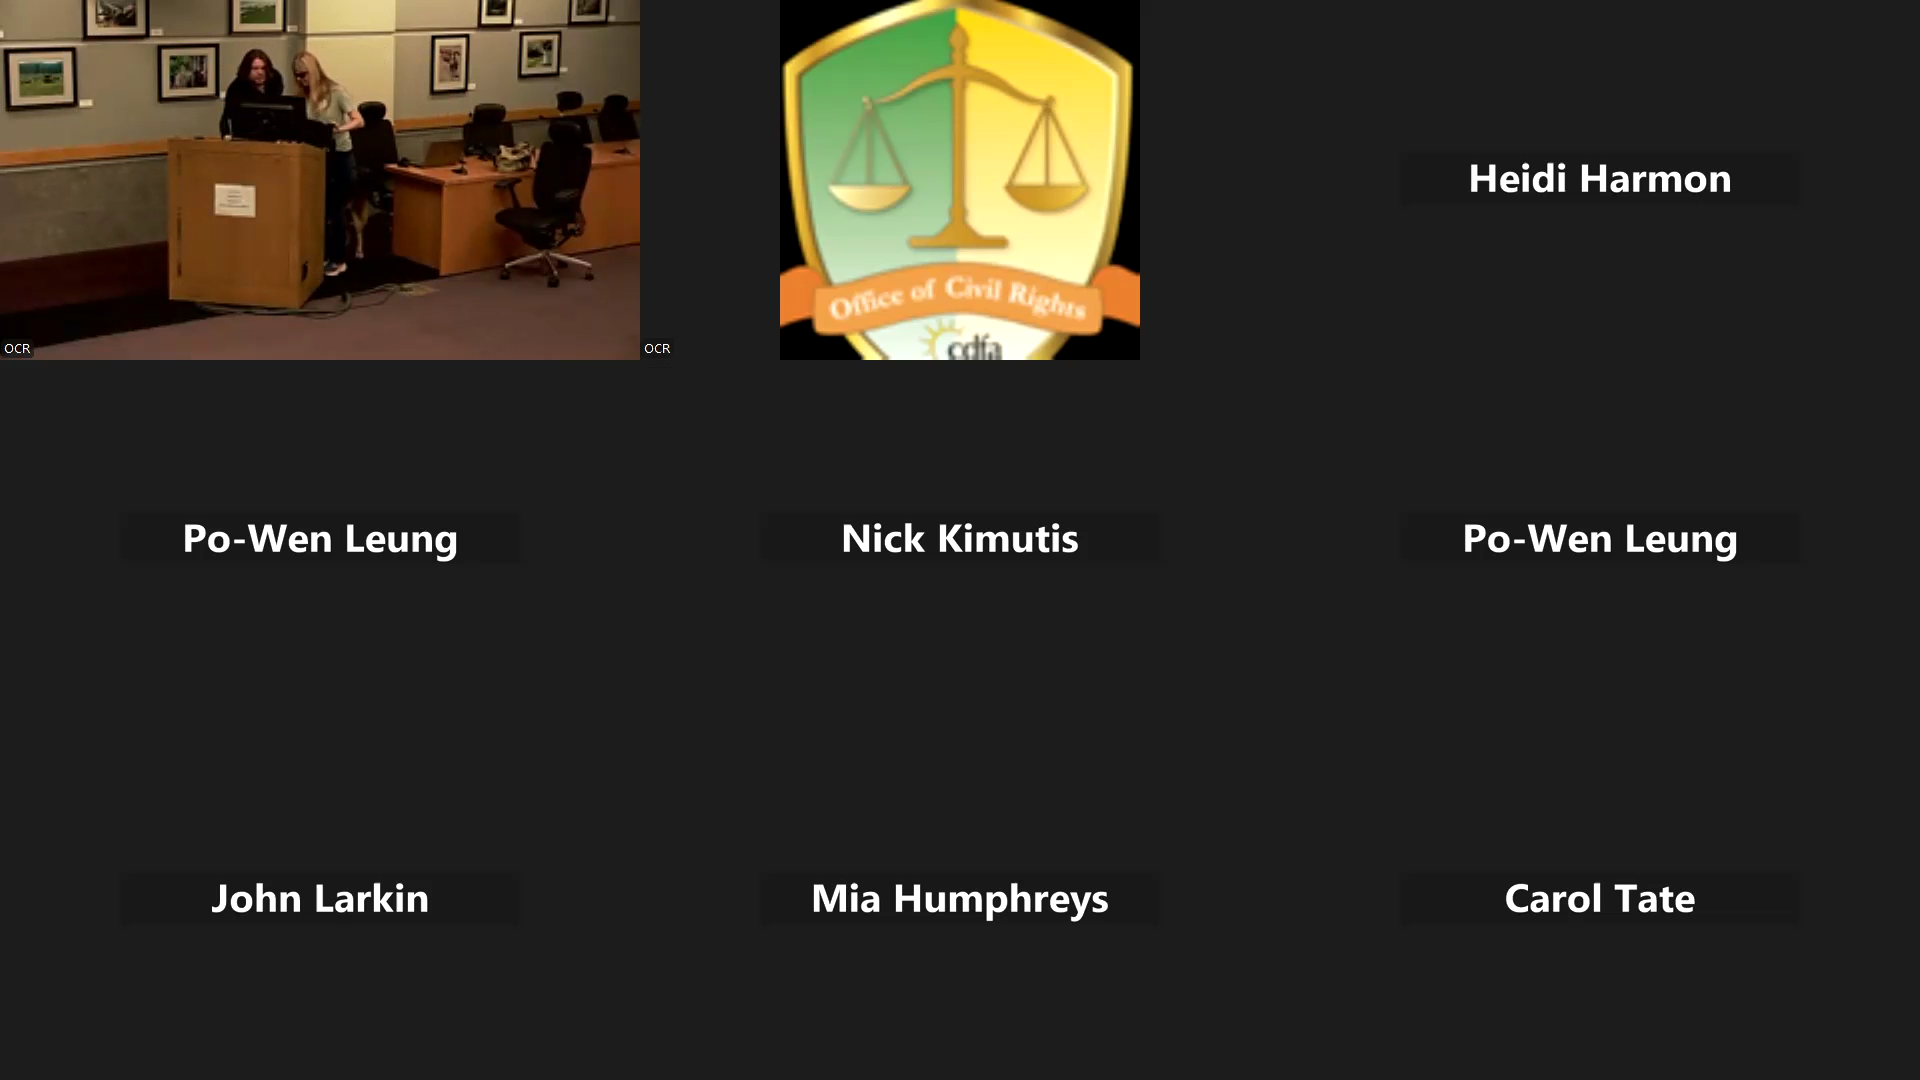 OCR
OCR
Office of Civil Rights
cdfa
Heidi Harmon
Po-Wen Leung
Nick Kimutis
Po-Wen Leung
John Larkin
Mia Humphreys
Carol Tate